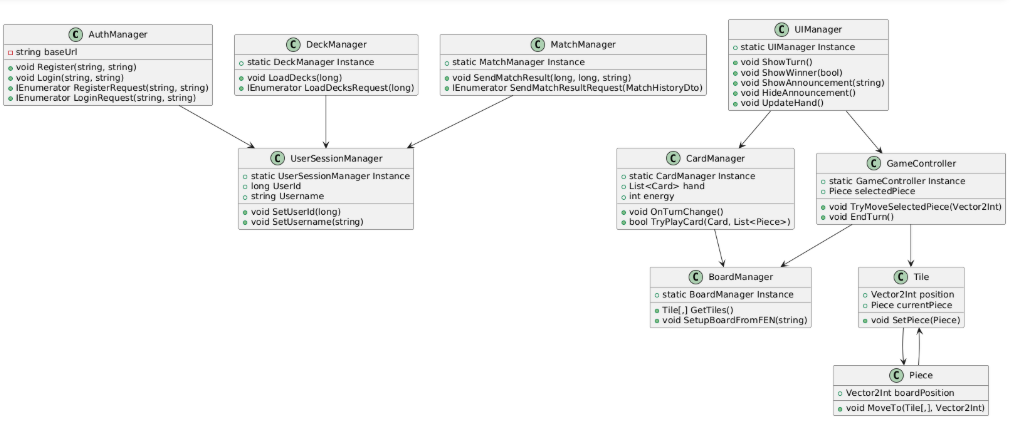 C AuthManager
string baseUrl
void Register(string, string)
void Login(string, string)
IEnumerator RegisterRequest(string, string)
IEnumerator LoginRequest(string, string)
C DeckManager
static DeckManager Instance
void LoadDecks(long)
IEnumerator LoadDecksRequest(long)
C MatchManager
static MatchManager Instance
void SendMatchResult(long, long, string)
IEnumerator SendMatchResultRequest(MatchHistoryDto)
C UIManager
static UIManager Instance
void ShowTurn()
void ShowWinner(bool)
void ShowAnnouncement(string)
void HideAnnouncement()
void UpdateHand()
C UserSessionManager
static UserSessionManager Instance
long UserId
string Username
void SetUserId(long)
void SetUsername(string)
C CardManager
static CardManager Instance
List<Card> hand
int energy
void OnTurnChange()
bool TryPlayCard(Card, List<Piece>)
C GameController
static GameController Instance
Piece selectedPiece
void TryMoveSelectedPiece(Vector2Int)
void EndTurn()
C BoardManager
static BoardManager Instance
Tile[,] GetTiles()
void SetupBoardFromFEN(string)
C Tile
Vector2Int position
Piece currentPiece
void SetPiece(Piece)
C Piece
Vector2Int boardPosition
void MoveTo(Tile[,], Vector2Int)